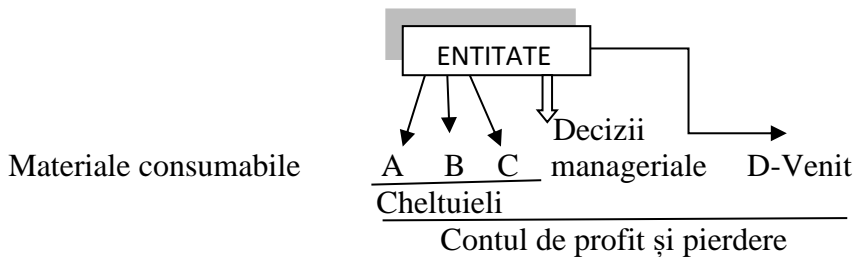 ENTITATE
Decizii
Materiale consumabile A B C manageriale D-Venit
Cheltuieli
Contul de profit și pierdere